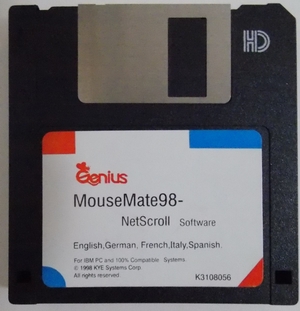 HD
Genius
MouseMate98-
NetScroll Software
English,German, French,Italy,Spanish.
For IBM PC and 100% Compatible Systems.
© 1998 KYE Systems Corp.
All rights reserved
K3108056